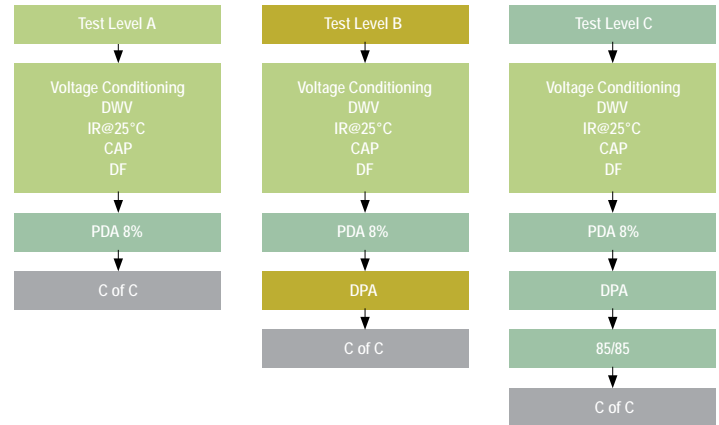 Test Level A
Voltage Conditioning
DWV
IR@25°C
CAP
DF
PDA 8%
C of C
Test Level B
Voltage Conditioning
DWV
IR@25°C
CAP
DF
PDA 8%
DPA
C of C
Test Level C
Voltage Conditioning
DWV
IR@25°C
CAP
DF
PDA 8%
DPA
85/85
C of C